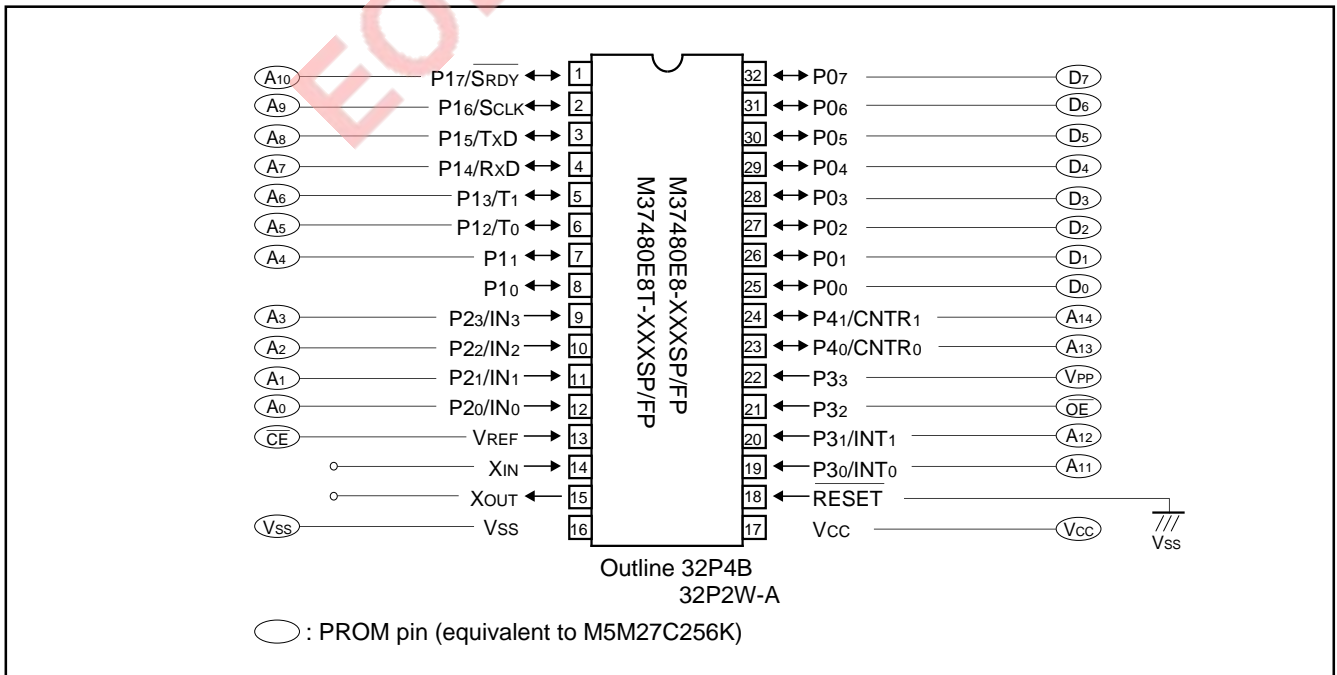 EOL
A10 P17/SRDY 1 32 P07 D7
A9 P16/SCLK 2 31 P06 D6
A8 P15/TXD 3 30 P05 D5
A7 P14/RXD 4 29 P04 D4
A6 P13/T1 5 28 P03 D3
A5 P12/T0 6 27 P02 D2
A4 P11 7 26 P01 D1
P10 8 25 P00 D0
A3 P23/IN3 9 24 P41/CNTR1 A14
A2 P22/IN2 10 23 P40/CNTR0 A13
A1 P21/IN1 11 22 P33 VPP
A0 P20/IN0 12 21 P32 OE
CE VREF 13 20 P31/INT1 A12
XIN 14 19 P30/INT0 A11
XOUT 15 18 RESET
VSS VSS 16 17 VCC VCC
VSS
M37480E8-XXXSP/FP
M37480E8T-XXXSP/FP
Outline 32P4B
32P2W-A
: PROM pin (equivalent to M5M27C256K)